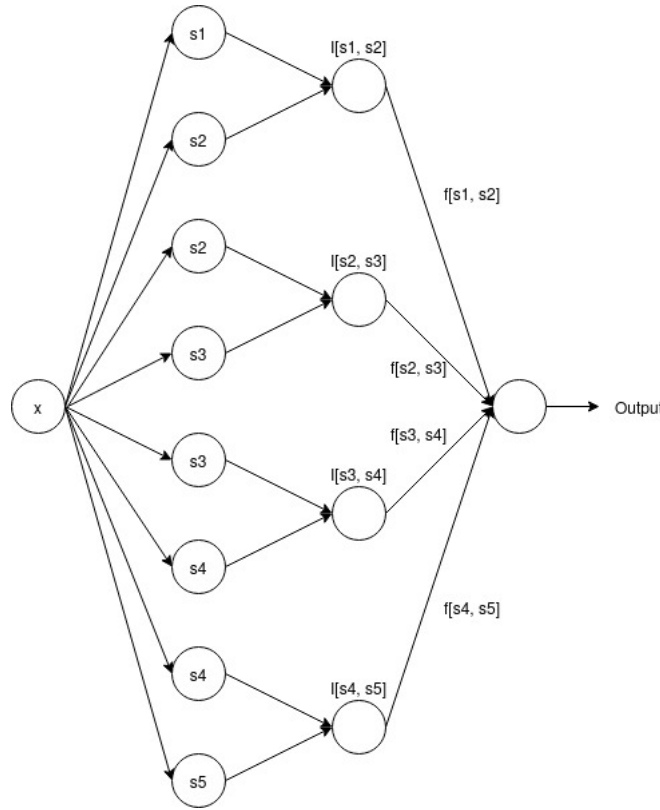 s1
I[s1, s2]
s2
f[s1, s2]
s2
I[s2, s3]
s3
f[s2, s3]
x
Output
f[s3, s4]
s3
I[s3, s4]
s4
f[s4, s5]
s4
I[s4, s5]
s5